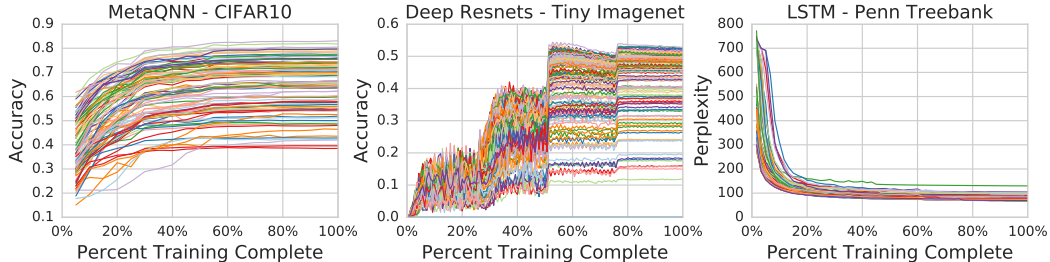 MetaQNN - CIFAR10
Accuracy
0.9
0.8
0.7
0.6
0.5
0.4
0.3
0.2
0.1
0% 20% 40% 60% 80% 100%
Percent Training Complete
Deep Resnets - Tiny Imagenet
Accuracy
0.6
0.5
0.4
0.3
0.2
0.1
0.0
0% 20% 40% 60% 80% 100%
Percent Training Complete
LSTM - Penn Treebank
Perplexity
800
700
600
500
400
300
200
100
0
0% 20% 40% 60% 80% 100%
Percent Training Complete